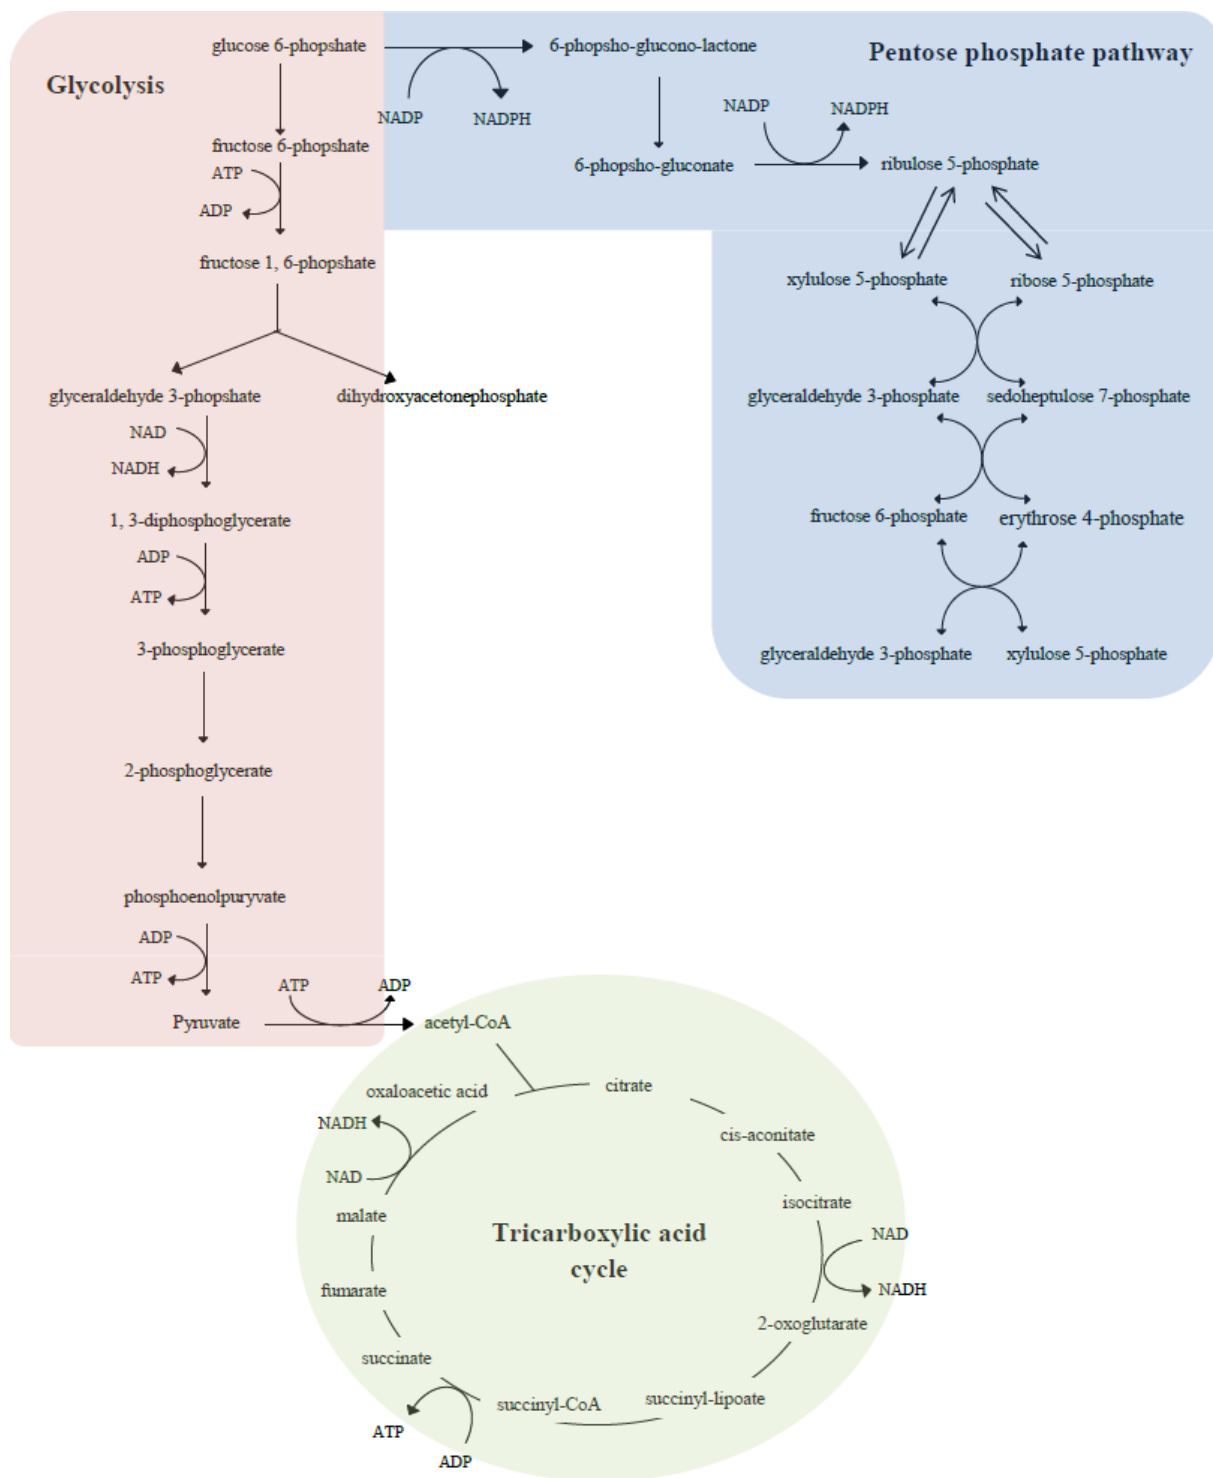 glucose 6-phopshate
6-phopsho-glucono-lactone
Pentose phosphate pathway
Glycolysis
NADP
NADPH
NADP
NADPH
fructose 6-phopshate
6-phopsho-gluconate
ribulose 5-phosphate
ATP
ADP
fructose 1, 6-phopshate
xylulose 5-phosphate
ribose 5-phosphate
glyceraldehyde 3-phopshate
dihydroxyacetonephosphate
glyceraldehyde 3-phosphate
sedoheptulose 7-phosphate
NAD
NADH
1, 3-diphosphoglycerate
fructose 6-phosphate
erythrose 4-phosphate
ADP
ATP
3-phosphoglycerate
glyceraldehyde 3-phosphate
xylulose 5-phosphate
2-phosphoglycerate
phosphoenolpuryvate
ADP
ATP
ATP
ADP
Pyruvate
acetyl-CoA
oxaloacetic acid
citrate
NADH
cis-aconitate
NAD
isocitrate
malate
Tricarboxylic acid
cycle
NAD
NADH
fumarate
2-oxoglutarate
succinate
succinyl-CoA
succinyl-lipoate
ATP
ADP